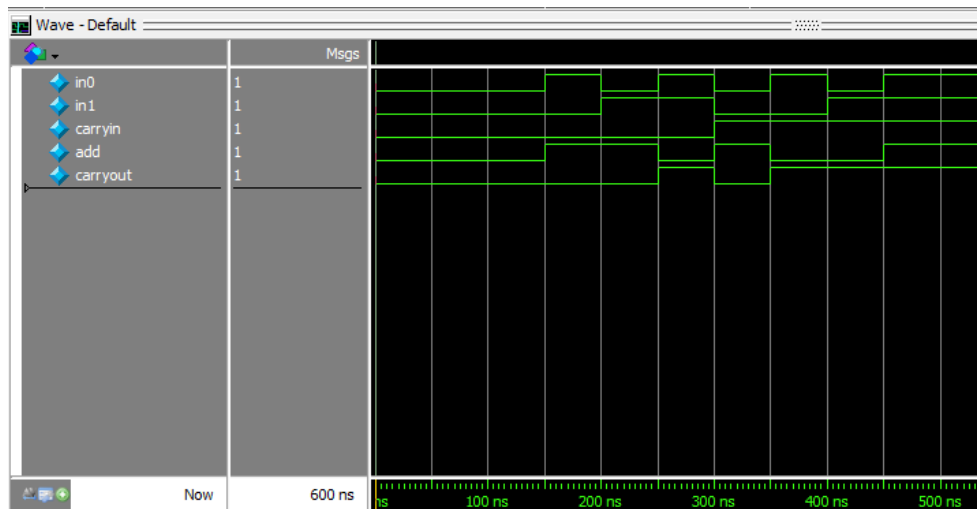 Wave - Default
Msgs
in0 1
in1 1
carryin 1
add 1
carryout 1
Now 600 ns
ns 100 ns 200 ns 300 ns 400 ns 500 ns